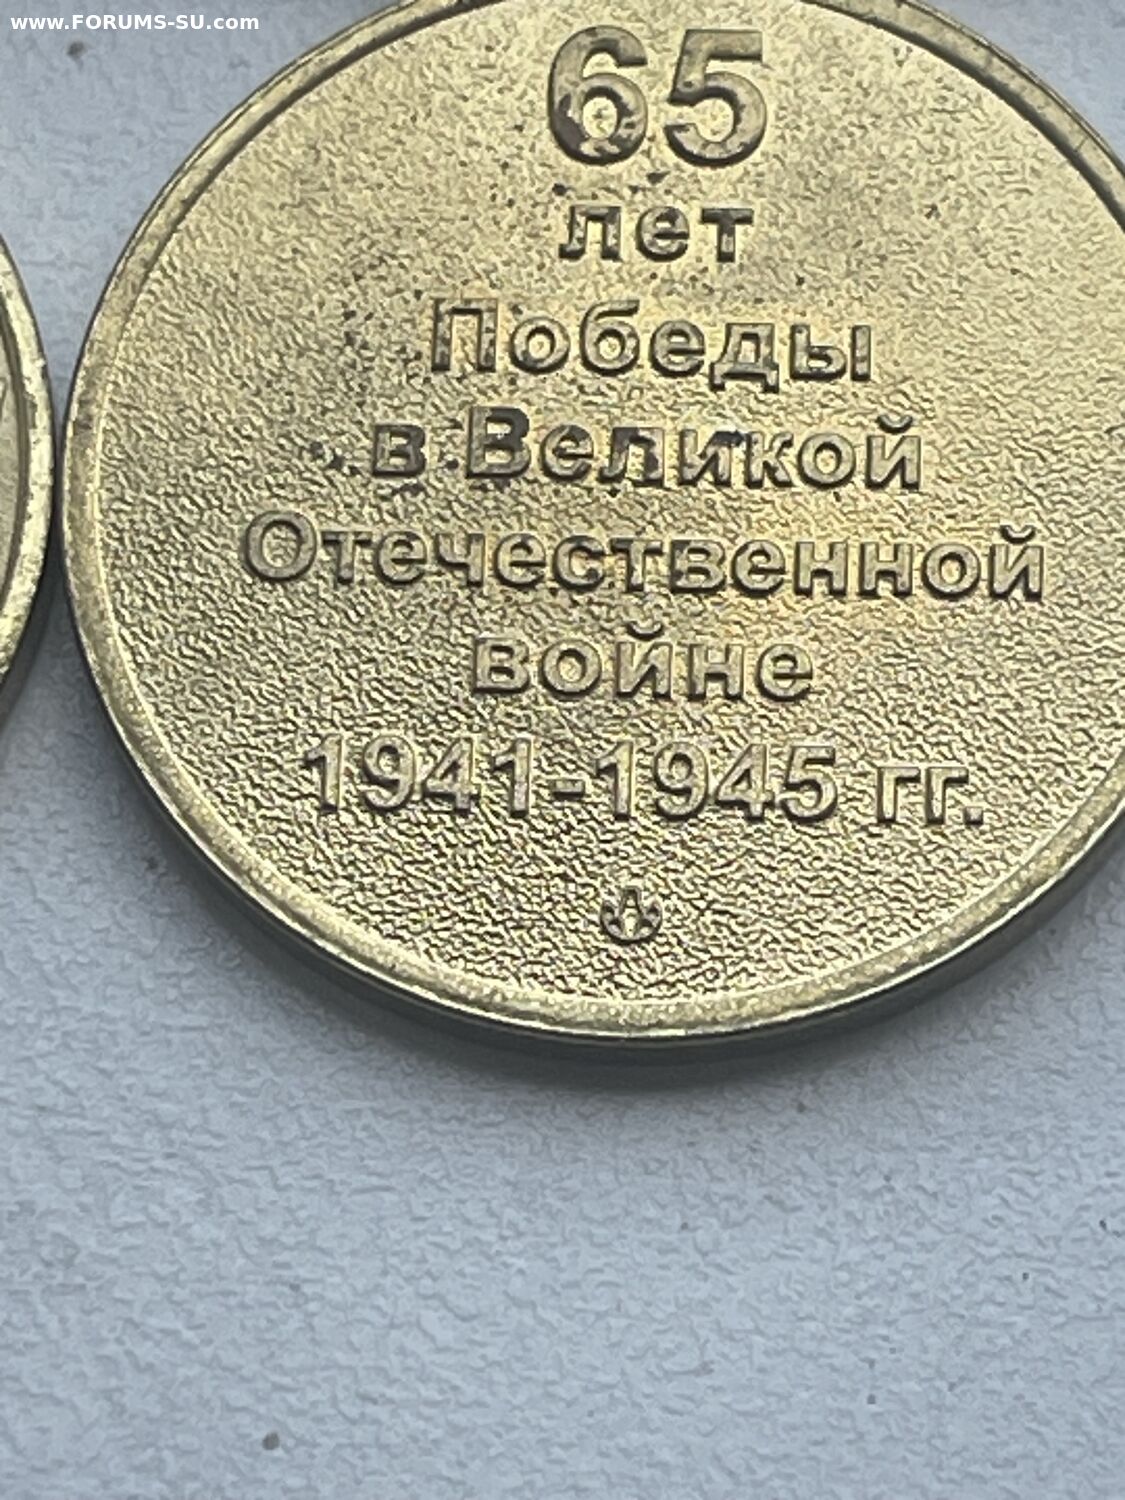 www.FORUMS-SU.com
65
лет
Победы
в Великой
Отечественной
войне
1941-1945 гг.